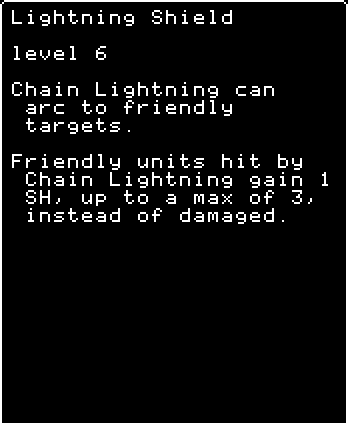 Lightning Shield
level 6
Chain Lightning can
arc to friendly
targets.
Friendly units hit by
Chain Lightning gain 1
SH, up to a max of 3,
instead of damaged.